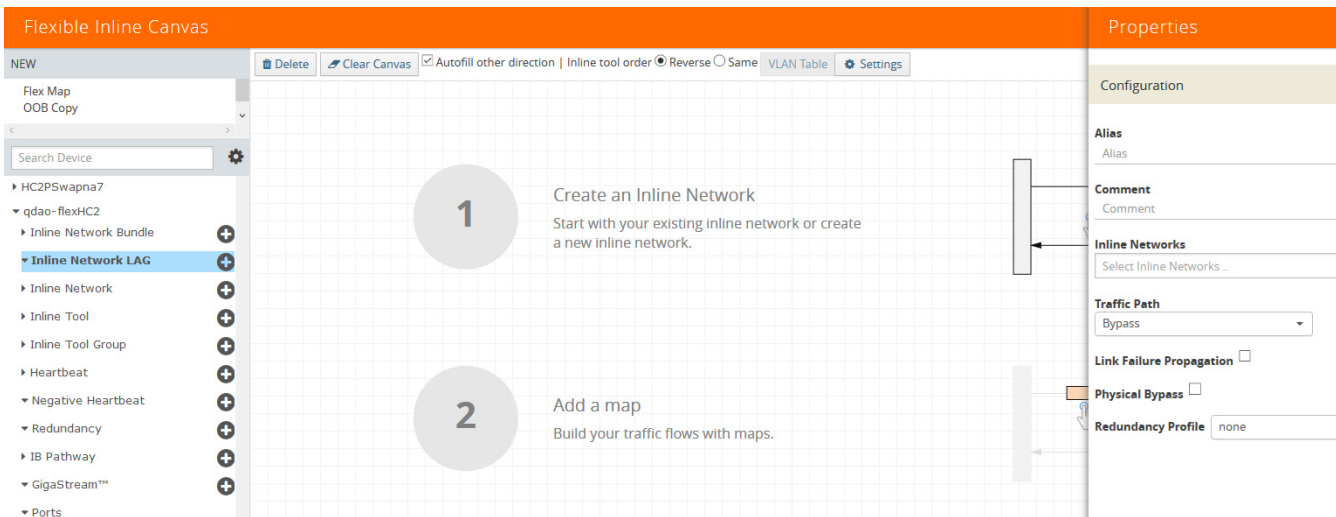 Flexible Inline Canvas
Properties
NEW
Delete Clear Canvas Autofill other direction | Inline tool order Reverse Same VLAN Table Settings
Flex Map
OOB Copy
Search Device
HC2PSwapna7
qdao-flexHC2
Inline Network Bundle
Inline Network LAG
Inline Network
Inline Tool
Inline Tool Group
Heartbeat
Negative Heartbeat
Redundancy
IB Pathway
GigaStream™
Ports
1
Create an Inline Network
Start with your existing inline network or create
a new inline network.
2
Add a map
Build your traffic flows with maps.
Configuration
Alias
Alias
Comment
Comment
Inline Networks
Select Inline Networks ..
Traffic Path
Bypass
Link Failure Propagation
Physical Bypass
Redundancy Profile none